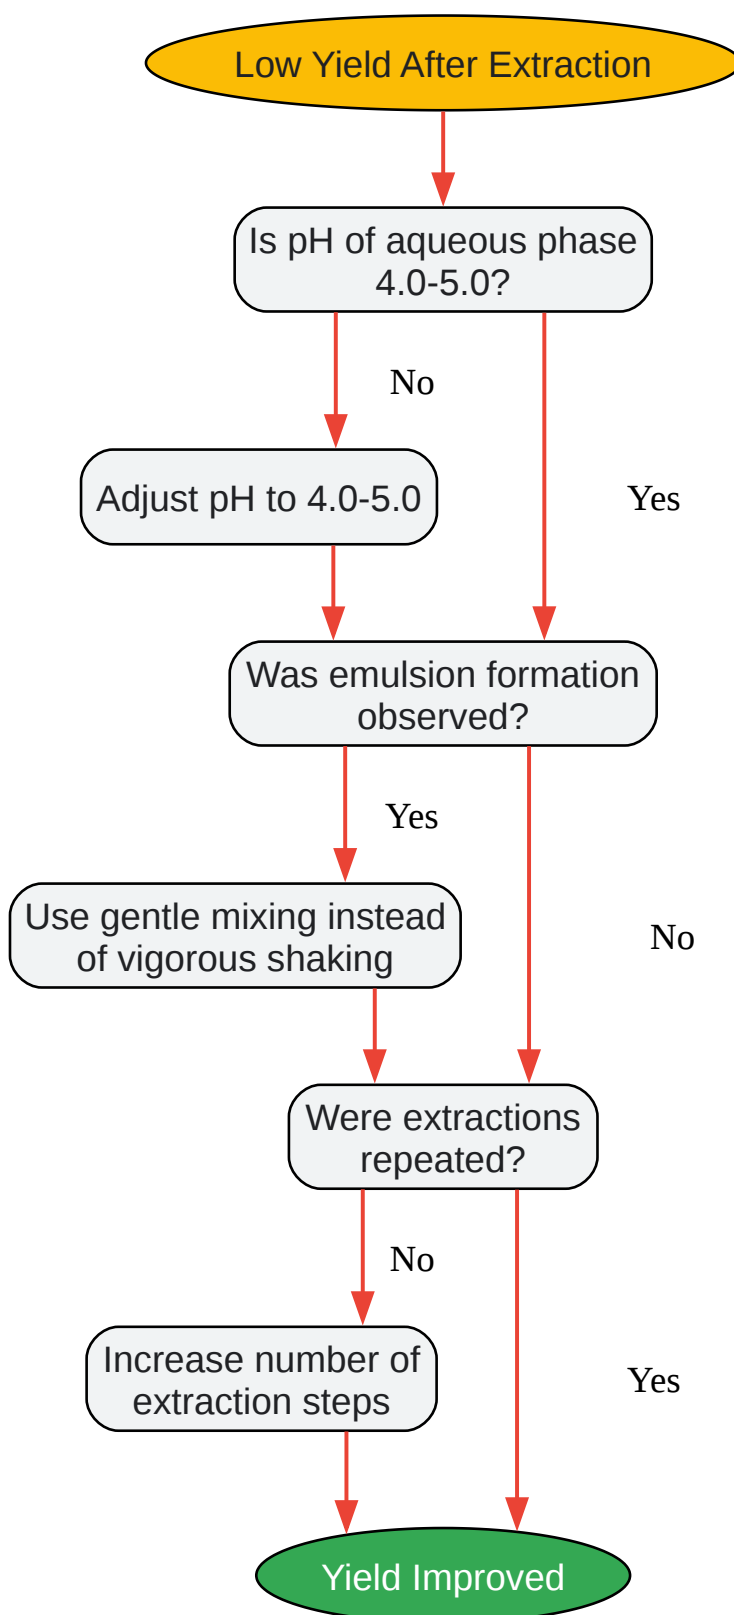 Low Yield After Extraction
Is pH of aqueous phase
4.0-5.0?
No
Adjust pH to 4.0-5.0
Yes
Was emulsion formation
observed?
Yes
Use gentle mixing instead
of vigorous shaking
No
Were extractions
repeated?
No
Increase number of
extraction steps
Yes
Yield Improved